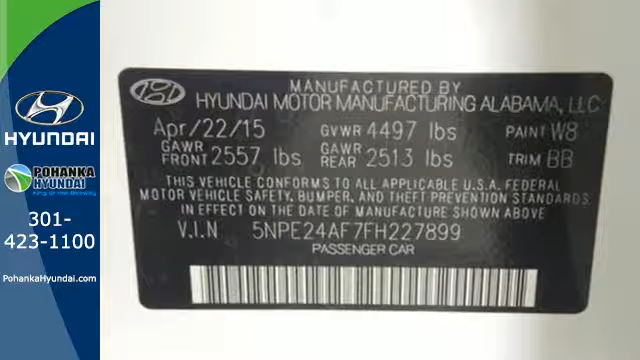 HYUNDAI
POHANKA
HYUNDAI
301-
423-1100
PohankaHyundai.com
MANUFACTURED BY
HYUNDAI MOTOR MANUFACTURING ALABAMA, LLC
Apr/22/15 GVWR 4497 lbs PAINT W8
GAWR FRONT 2557 lbs GAWR REAR 2513 lbs TRIM BB
THIS VEHICLE CONFORMS TO ALL APPLICABLE U.S.A. FEDERAL
MOTOR VEHICLE SAFETY, BUMPER, AND THEFT PREVENTION STANDARDS
IN EFFECT ON THE DATE OF MANUFACTURE SHOWN ABOVE
V.I.N 5NPE24AF7FH227899
PASSENGER CAR